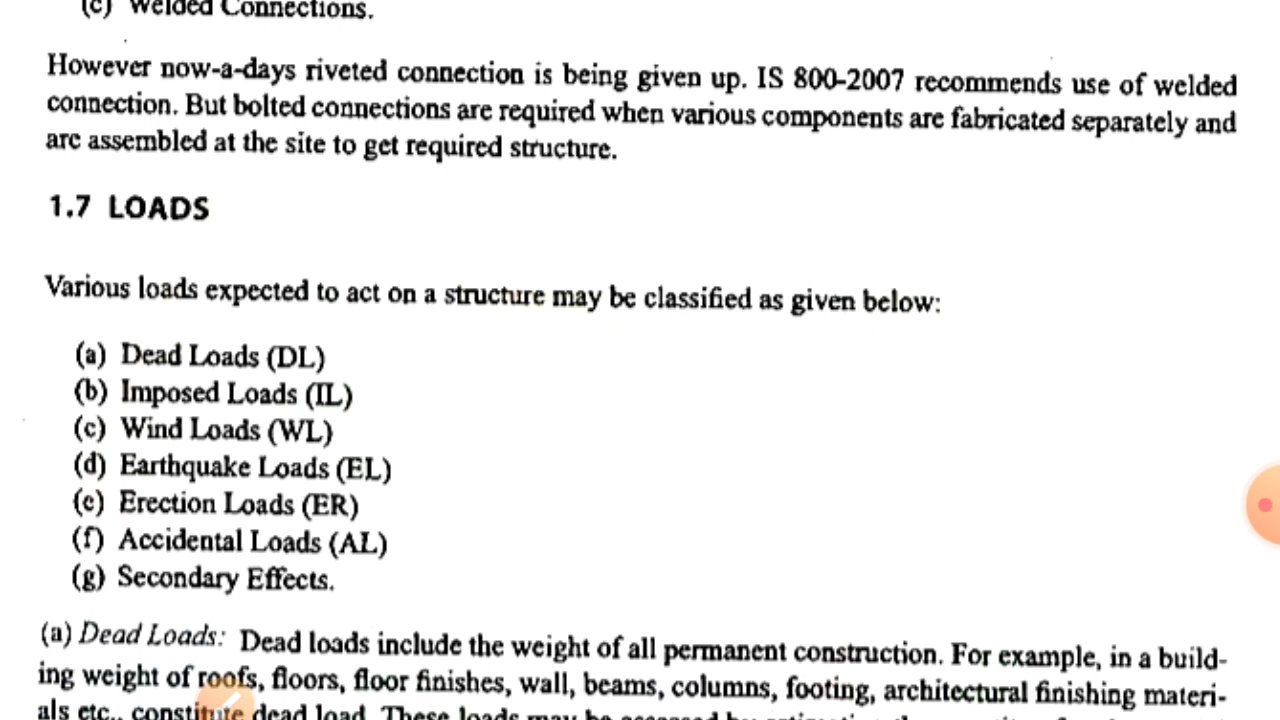 (c) Welded Connections.
However now-a-days riveted connection is being given up. IS 800-2007 recommends use of welded
connection. But bolted connections are required when various components are fabricated separately and
are assembled at the site to get required structure.
1.7 LOADS
Various loads expected to act on a structure may be classified as given below:
(a) Dead Loads (DL)
(b) Imposed Loads (IL)
(c) Wind Loads (WL)
(d) Earthquake Loads (EL)
(e) Erection Loads (ER)
(f) Accidental Loads (AL)
(g) Secondary Effects.
(a) Dead Loads: Dead loads include the weight of all permanent construction. For example, in a build-
ing weight of roofs, floors, floor finishes, wall, beams, columns, footing, architectural finishing materi-
als etc., constitute dead load. These loads may be assessed by